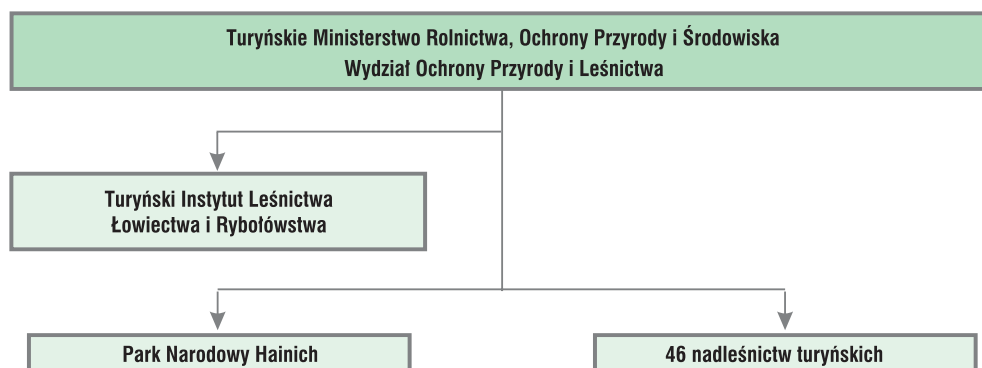 Turyńskie Ministerstwo Rolnictwa, Ochrony Przyrody i Środowiska
Wydział Ochrony Przyrody i Leśnictwa
Turyński Instytut Leśnictwa
Łowiectwa i Rybołówstwa
Park Narodowy Hainich
46 nadleśnictw turyńskich